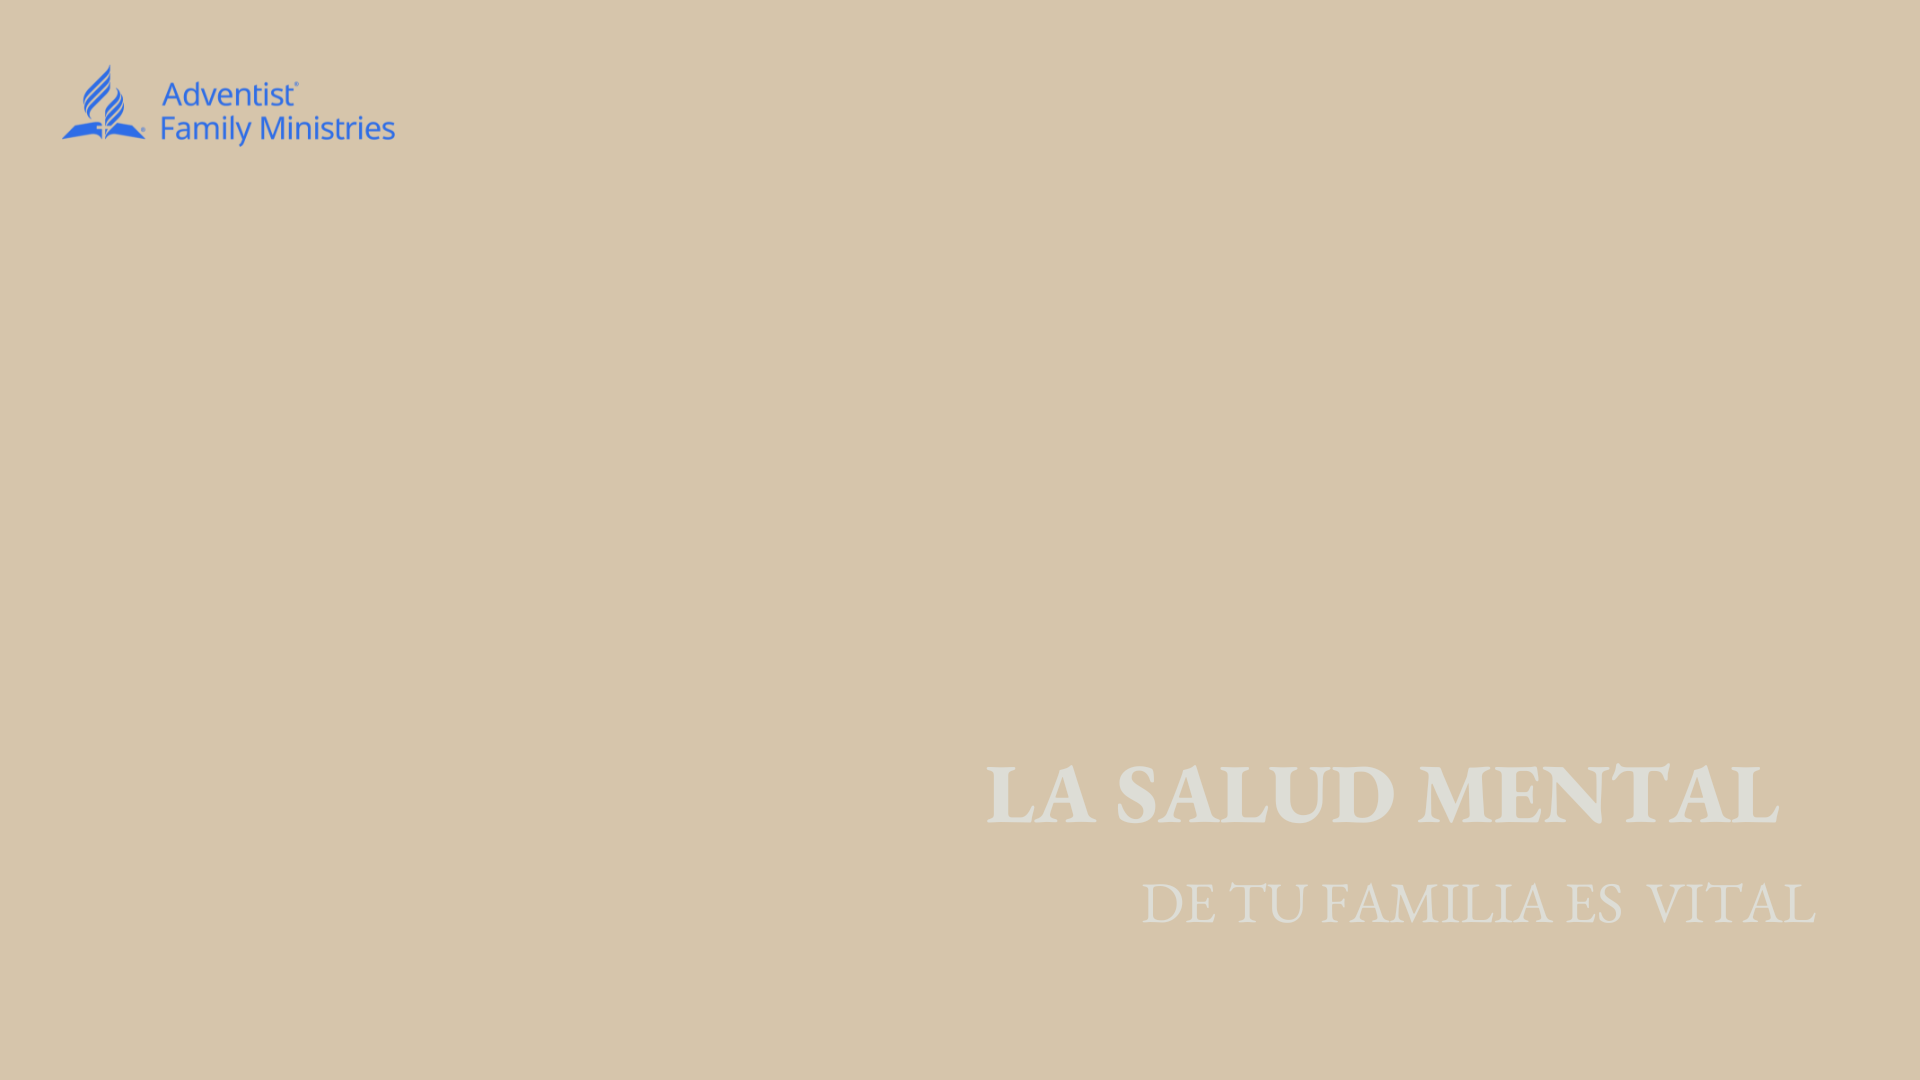 Adventist®
Family Ministries
LA SALUD MENTAL
DE TU FAMILIA ES VITAL